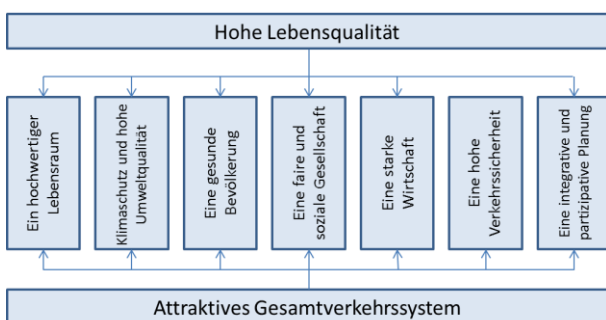 Hohe Lebensqualität
Ein hochwertiger
Lebensraum
Klimaschutz und hohe
Umweltqualität
Eine gesunde
Bevölkerung
Eine faire und
soziale Gesellschaft
Eine starke
Wirtschaft
Eine hohe
Verkehrssicherheit
Eine integrative und
partizipative Planung
Attraktives Gesamtverkehrssystem